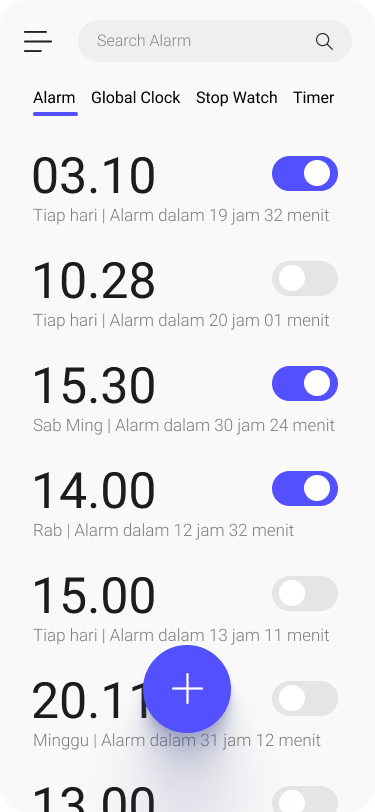 Search Alarm
Alarm Global Clock Stop Watch Timer
03.10
Tiap hari | Alarm dalam 19 jam 32 menit
10.28
Tiap hari | Alarm dalam 20 jam 01 menit
15.30
Sab Ming | Alarm dalam 30 jam 24 menit
14.00
Rab | Alarm dalam 12 jam 32 menit
15.00
Tiap hari | Alarm dalam 13 jam 11 menit
20.11
Minggu | Alarm dalam 31 jam 12 menit
13.00